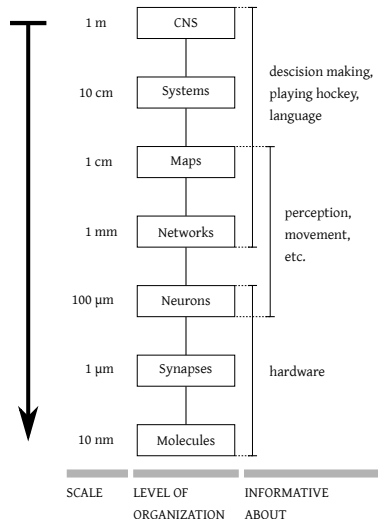 1 m
CNS
10 cm
Systems
descision making,
playing hockey,
language
1 cm
Maps
1 mm
Networks
perception,
movement,
etc.
100 μm
Neurons
1 μm
Synapses
hardware
10 nm
Molecules
SCALE
LEVEL OF
ORGANIZATION
INFORMATIVE
ABOUT